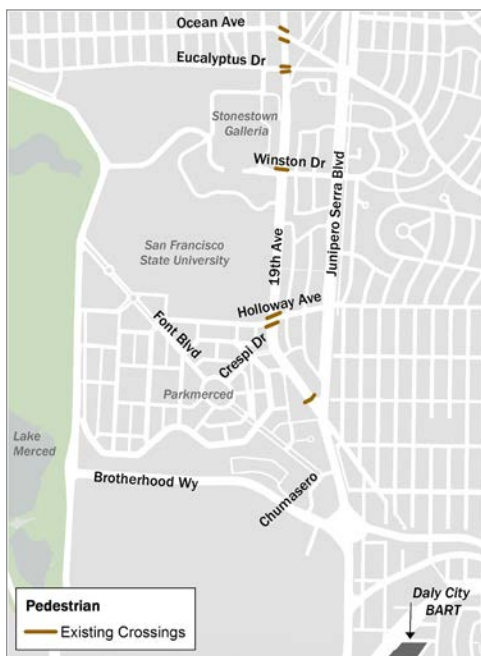 Ocean Ave
Eucalyptus Dr
Stonestown
Galleria
Winston Dr
Junipero Serra Blvd
19th Ave
San Francisco
State University
Holloway Ave
Font Blvd
Crespi Dr
Parkmerced
Lake
Merced
Brotherhood Wy
Chumasero
Daly City
BART
Pedestrian
Existing Crossings